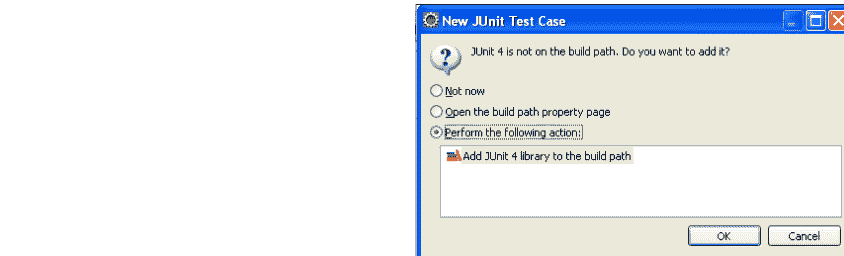 New JUnit Test Case
JUnit 4 is not on the build path. Do you want to add it?
Not now
Open the build path property page
Perform the following action:
Add JUnit 4 library to the build path
OK
Cancel